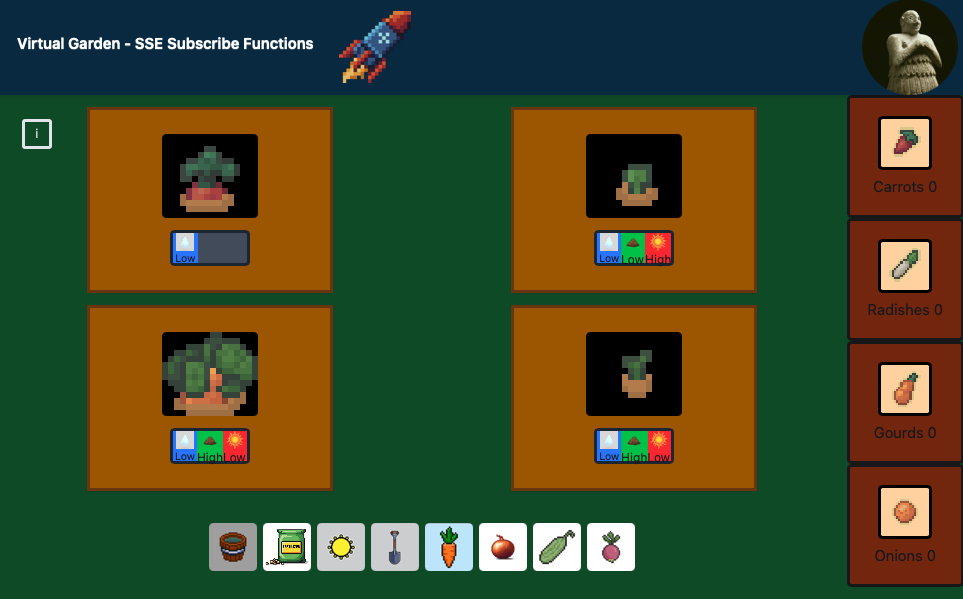 Virtual Garden - SSE Subscribe Functions
i
Low
Low Low High
Low High Low
Low High Low
Carrots 0
Radishes 0
Gourds 0
Onions 0